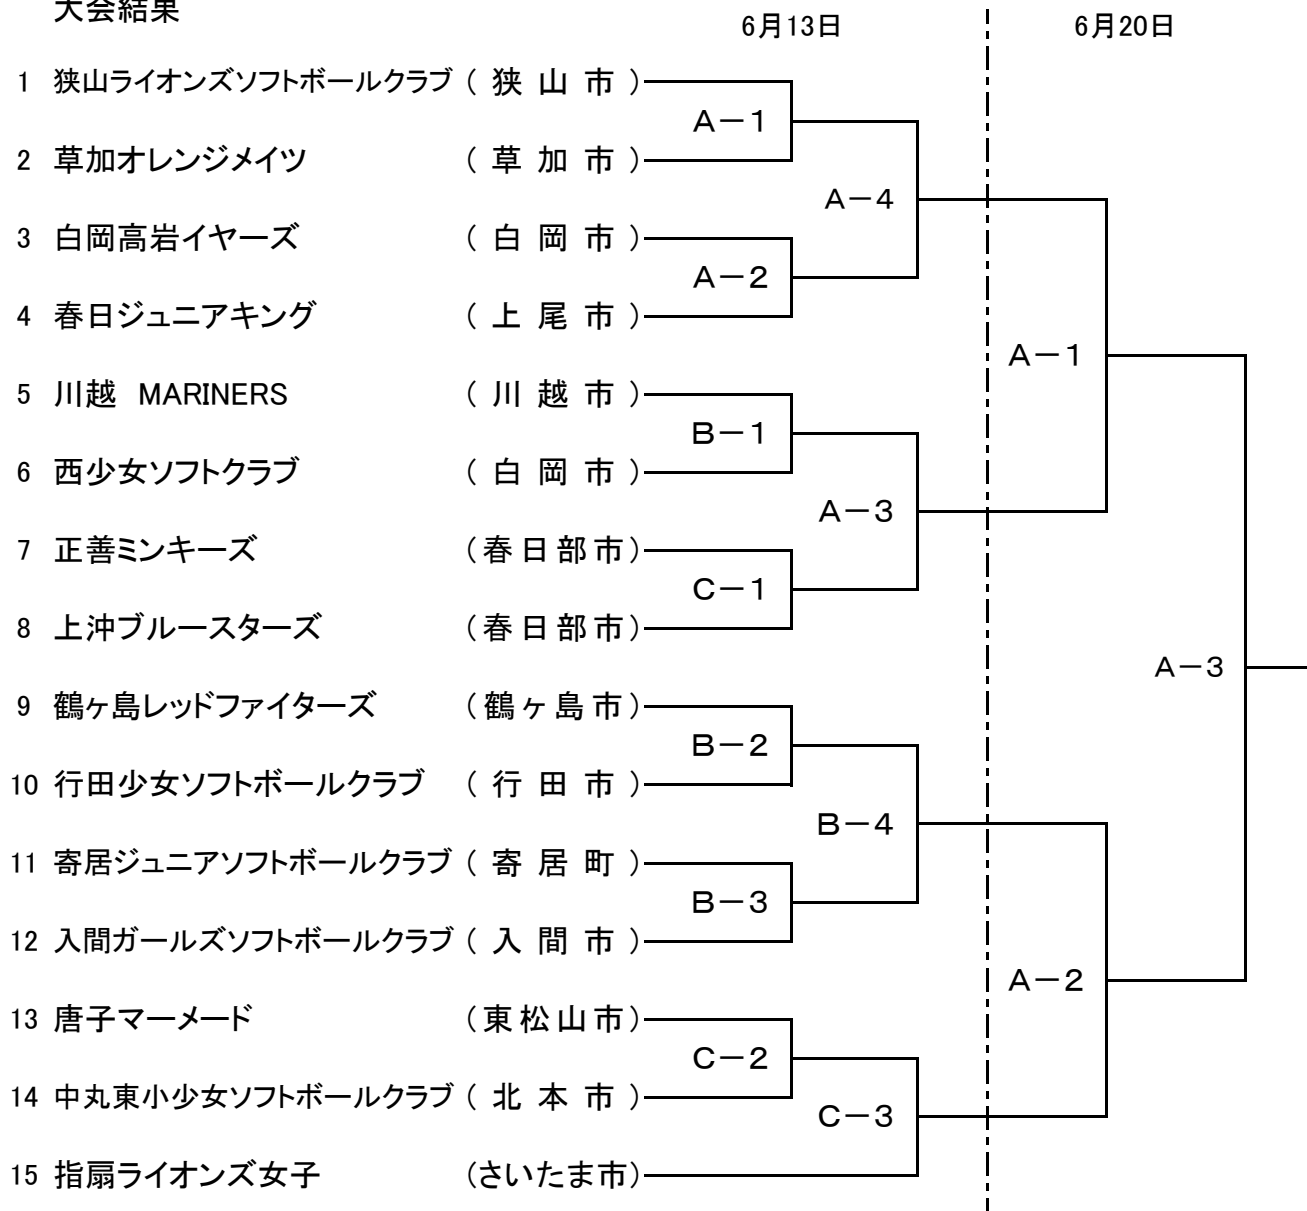 大会結果
6月13日 6月20日
1 狭山ライオンズソフトボールクラブ ( 狭 山 市 )
A－1
2 草加オレンジメイツ ( 草 加 市 )
A－4
3 白岡高岩イヤーズ ( 白 岡 市 )
A－2
4 春日ジュニアキング ( 上 尾 市 )
A－1
5 川越 MARINERS ( 川 越 市 )
B－1
6 西少女ソフトクラブ ( 白 岡 市 )
A－3
7 正善ミンキーズ (春日部市)
C－1
8 上沖ブルースターズ (春日部市)
A－3
9 鶴ヶ島レッドファイターズ (鶴ヶ島市)
B－2
10 行田少女ソフトボールクラブ ( 行 田 市 )
B－4
11 寄居ジュニアソフトボールクラブ ( 寄 居 町 )
B－3
12 入間ガールズソフトボールクラブ ( 入 間 市 )
A－2
13 唐子マーメード (東松山市)
C－2
14 中丸東小少女ソフトボールクラブ ( 北 本 市 )
C－3
15 指扇ライオンズ女子 (さいたま市)